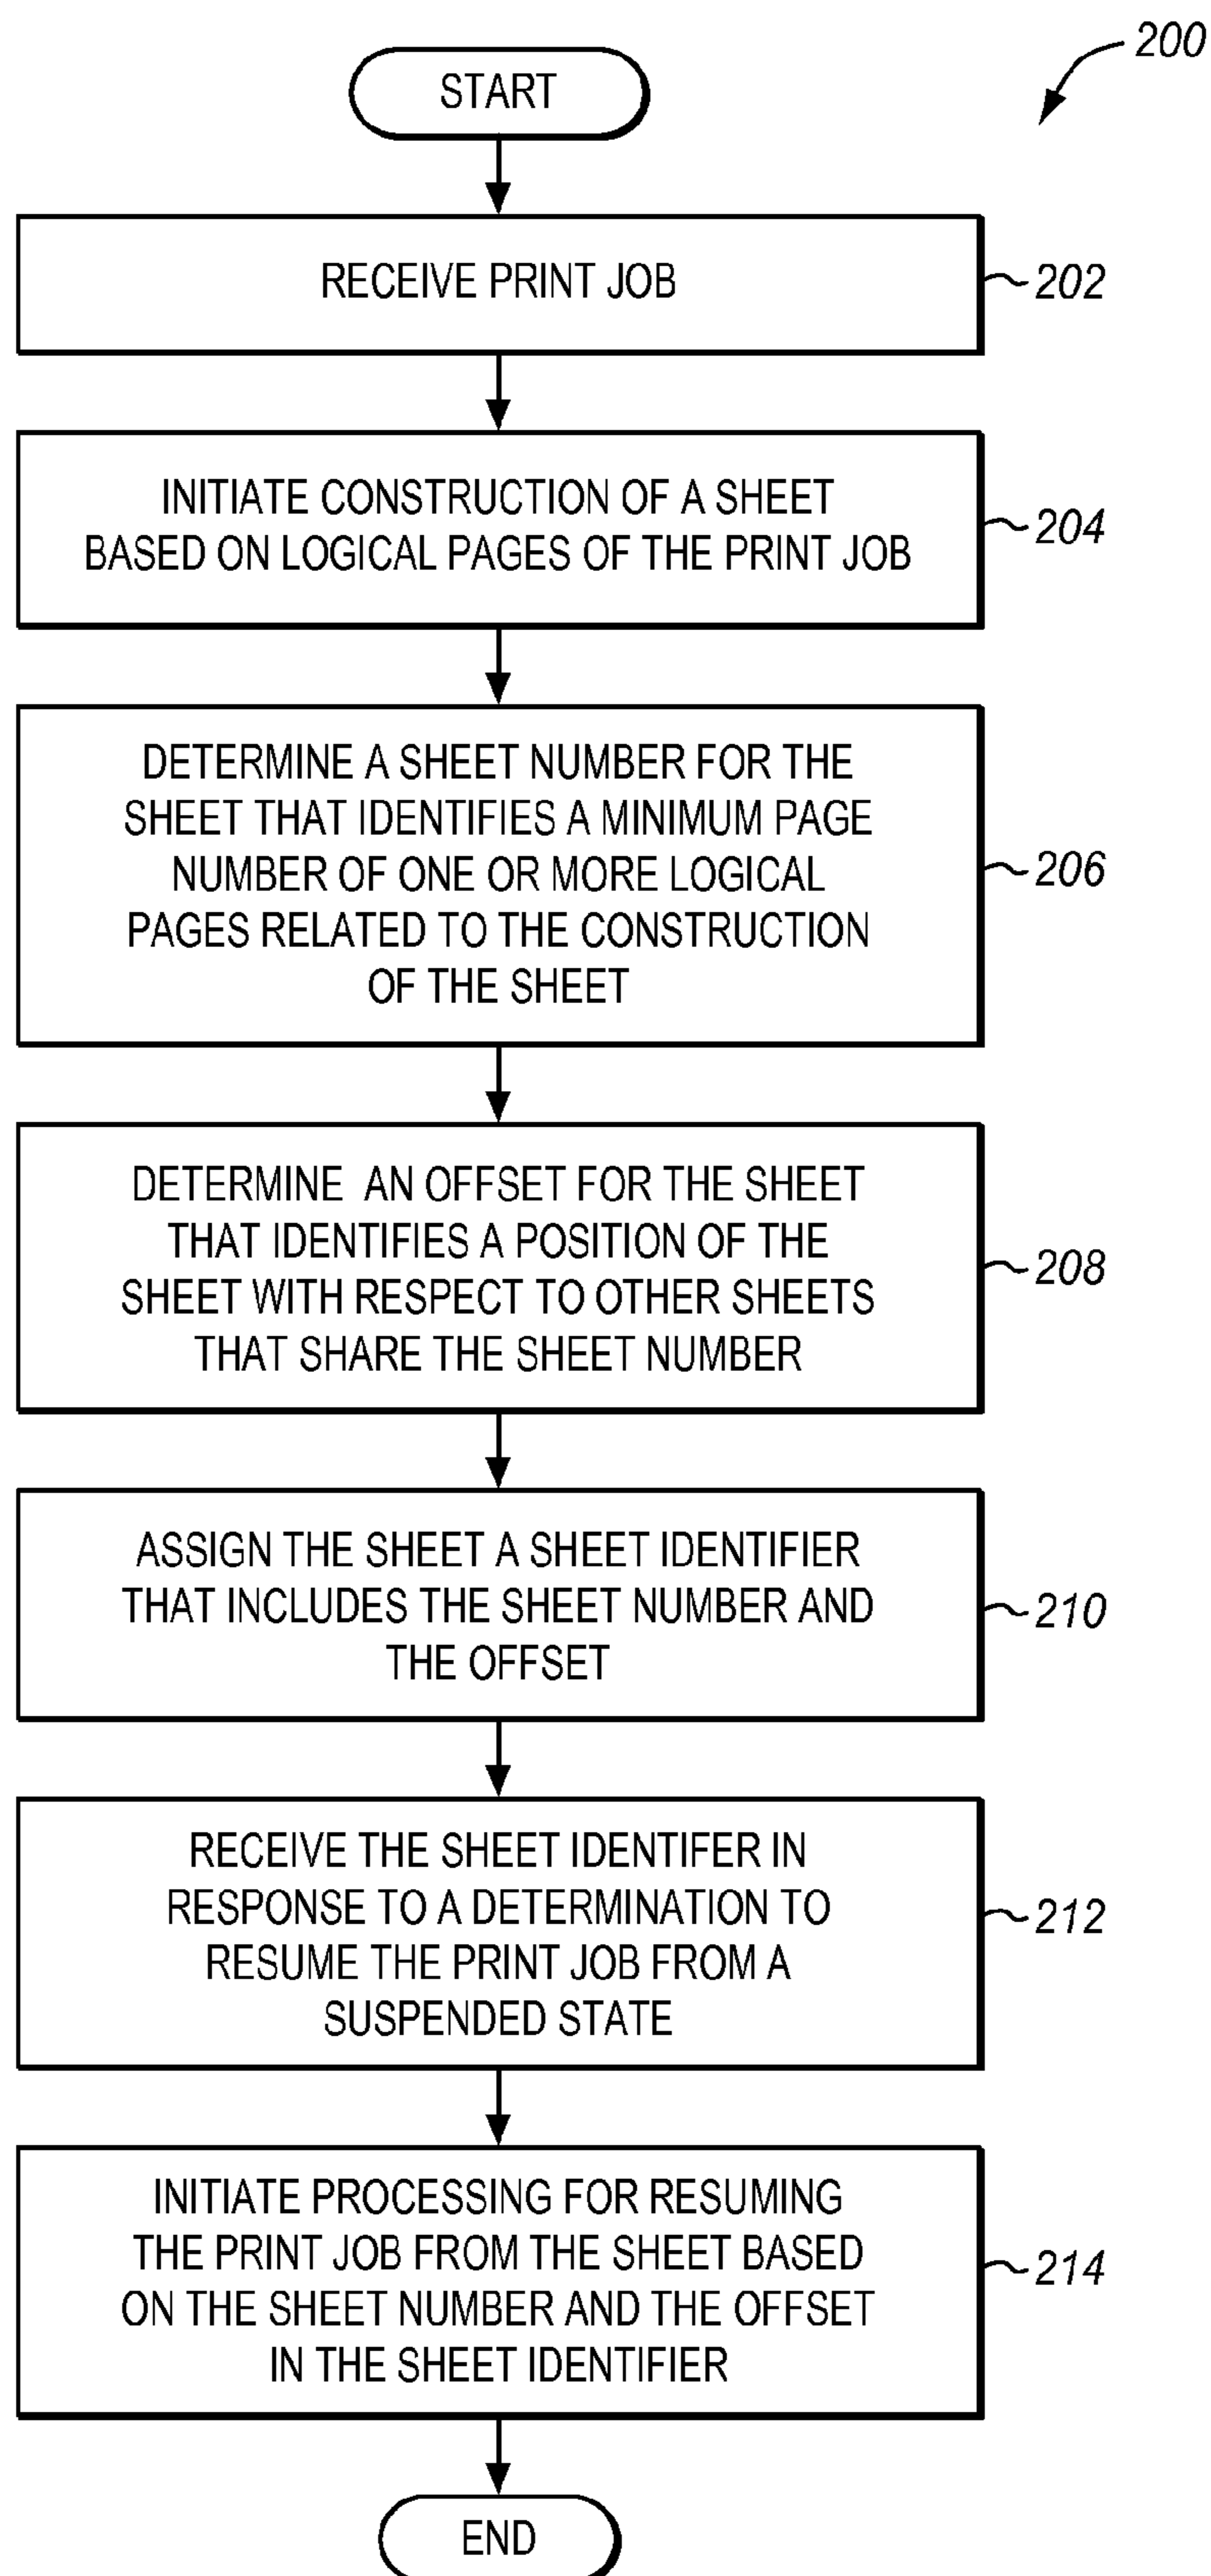 200
START
RECEIVE PRINT JOB
202
INITIATE CONSTRUCTION OF A SHEET
BASED ON LOGICAL PAGES OF THE PRINT JOB
204
DETERMINE A SHEET NUMBER FOR THE
SHEET THAT IDENTIFIES A MINIMUM PAGE
NUMBER OF ONE OR MORE LOGICAL
PAGES RELATED TO THE CONSTRUCTION
OF THE SHEET
206
DETERMINE AN OFFSET FOR THE SHEET
THAT IDENTIFIES A POSITION OF THE
SHEET WITH RESPECT TO OTHER SHEETS
THAT SHARE THE SHEET NUMBER
208
ASSIGN THE SHEET A SHEET IDENTIFIER
THAT INCLUDES THE SHEET NUMBER AND
THE OFFSET
210
RECEIVE THE SHEET IDENTIFER IN
RESPONSE TO A DETERMINATION TO
RESUME THE PRINT JOB FROM A
SUSPENDED STATE
212
INITIATE PROCESSING FOR RESUMING
THE PRINT JOB FROM THE SHEET BASED
ON THE SHEET NUMBER AND THE OFFSET
IN THE SHEET IDENTIFIER
214
END